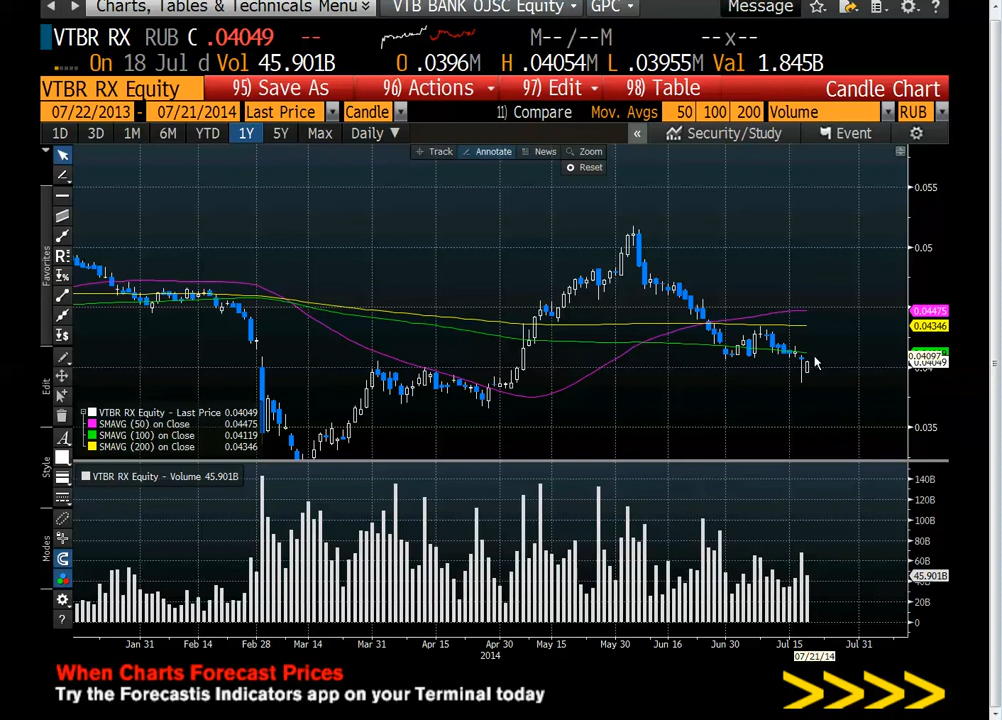 Charts, Tables & Technicals Menu VTB BANK OJSC Equity GPC Message ?
VTBR RX RUB C .04049 -- M--/--M --x--
On 18 Jul d Vol 45.901B O .0396M H .04054M L .03955M Val 1.845B
VTBR RX Equity 95) Save As 96) Actions 97) Edit 98) Table Candle Chart
07/22/2013 - 07/21/2014 Last Price Candle 11) Compare Mov. Avgs 50 100 200 Volume RUB
1D 3D 1M 6M YTD 1Y 5Y Max Daily ▼ « Security/Study Event
Track Annotate News Zoom
Reset
0.055
0.05
0.04475
0.04346
0.04097
0.04049
0.035
Favorites
Edit
Style
Modes
VTBR RX Equity - Last Price 0.04049
SMAVG (50) on Close 0.04475
SMAVG (100) on Close 0.04119
SMAVG (200) on Close 0.04346
VTBR RX Equity - Volume 45.901B
140B
120B
100B
80B
60B
45.901B
20B
0
Jan 31 Feb 14 Feb 28 Mar 14 Mar 31 Apr 15 Apr 30 May 15 May 30 Jun 16 Jun 30 Jul 15 Jul 31
2014
07/21/14
When Charts Forecast Prices
Try the Forecastis Indicators app on your Terminal today